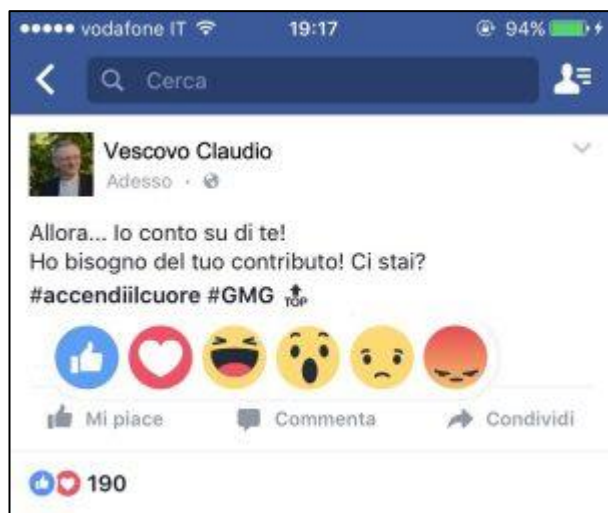 vodafone IT 19:17 94%
Cerca
Vescovo Claudio
Adesso
Allora... Io conto su di te!
Ho bisogno del tuo contributo! Ci stai?
#accendiilcuore #GMG TOP
Mi piace Commenta Condividi
190